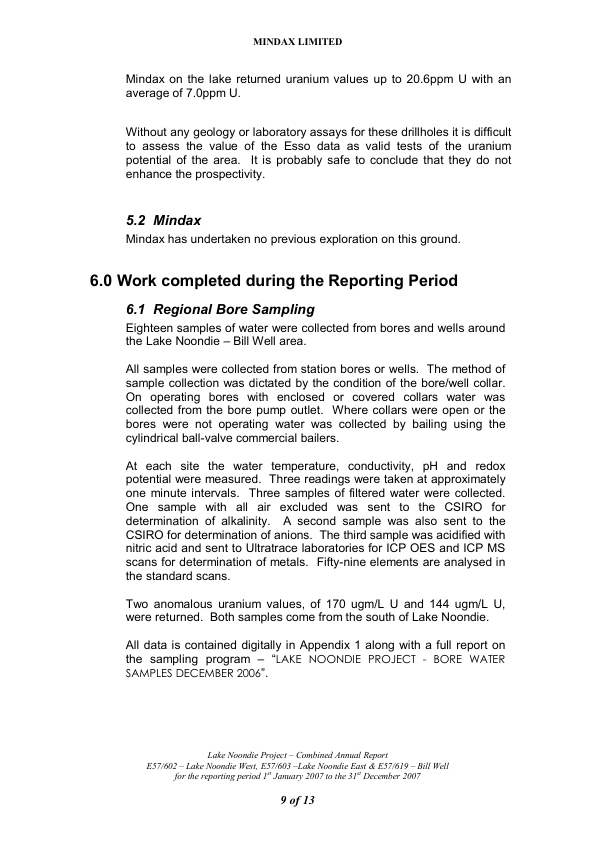 MINDAX LIMITED
Mindax on the lake returned uranium values up to 20.6ppm U with an
average of 7.0ppm U.
Without any geology or laboratory assays for these drillholes it is difficult
to assess the value of the Esso data as valid tests of the uranium
potential of the area. It is probably safe to conclude that they do not
enhance the prospectivity.
5.2 Mindax
Mindax has undertaken no previous exploration on this ground.
6.0 Work completed during the Reporting Period
6.1 Regional Bore Sampling
Eighteen samples of water were collected from bores and wells around
the Lake Noondie – Bill Well area.
All samples were collected from station bores or wells. The method of
sample collection was dictated by the condition of the bore/well collar.
On operating bores with enclosed or covered collars water was
collected from the bore pump outlet. Where collars were open or the
bores were not operating water was collected by bailing using the
cylindrical ball-valve commercial bailers.
At each site the water temperature, conductivity, pH and redox
potential were measured. Three readings were taken at approximately
one minute intervals. Three samples of filtered water were collected.
One sample with all air excluded was sent to the CSIRO for
determination of alkalinity. A second sample was also sent to the
CSIRO for determination of anions. The third sample was acidified with
nitric acid and sent to Ultratrace laboratories for ICP OES and ICP MS
scans for determination of metals. Fifty-nine elements are analysed in
the standard scans.
Two anomalous uranium values, of 170 ugm/L U and 144 ugm/L U,
were returned. Both samples come from the south of Lake Noondie.
All data is contained digitally in Appendix 1 along with a full report on
the sampling program – “LAKE NOONDIE PROJECT - BORE WATER
SAMPLES DECEMBER 2006”.
Lake Noondie Project – Combined Annual Report
E57/602 – Lake Noondie West, E57/603 –Lake Noondie East & E57/619 – Bill Well
for the reporting period 1st January 2007 to the 31st December 2007
9 of 13